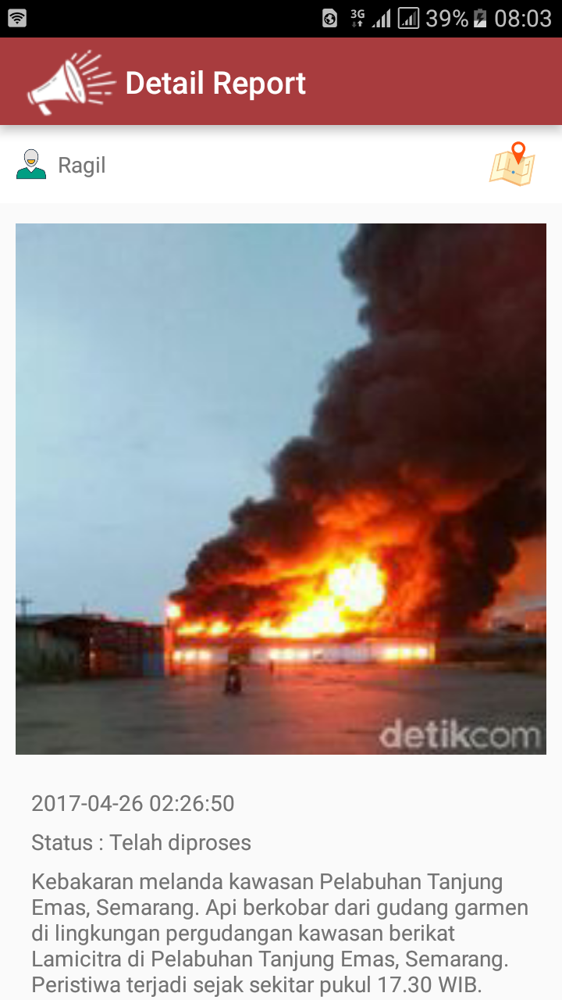 3G 39% 08:03
Detail Report
Ragil
detikcom
2017-04-26 02:26:50
Status : Telah diproses
Kebakaran melanda kawasan Pelabuhan Tanjung
Emas, Semarang. Api berkobar dari gudang garmen
di lingkungan pergudangan kawasan berikat
Lamicitra di Pelabuhan Tanjung Emas, Semarang.
Peristiwa terjadi sejak sekitar pukul 17.30 WIB.